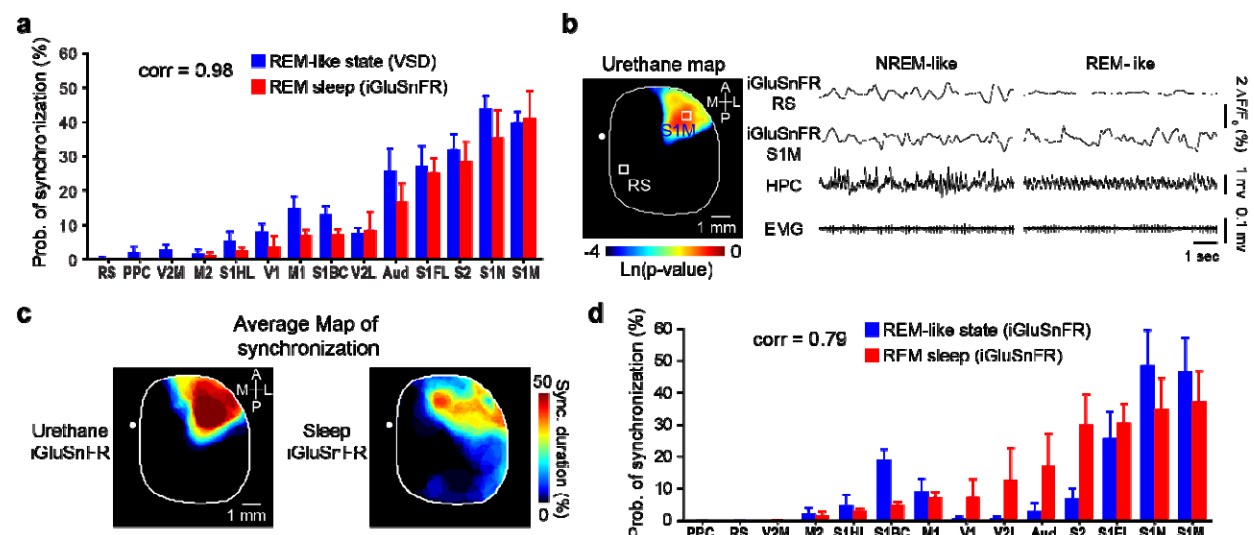 a
Prob. of synchronization (%)
60
50
40
30
20
10
0
corr = 0.98
REM-like state (VSD)
REM sleep (iGluSnFR)
RS PPC V2M M2 S1HL V1 M1 S1BC V2L Aud S1FL S2 S1N S1M
b
Urethane map
A
M L
P
S1M
RS
1 mm
-4 0
Ln(p-value)
NREM-like REM- ike
iGluSnFR
RS
iGluSnFR
S1M
HPC
EMG
2 ΔF/F₀ (%)
1 mv
0.1 mv
1 sec
c
Average Map of
synchronization
Urethane
iGluSnFR
A
M L
P
1 mm
Sleep
iGluSnFR
50
Sync. duration (%)
0
d
Prob. of synchronization (%)
60
50
40
30
20
10
0
corr = 0.79
REM-like state (iGluSnFR)
RFM sleep (iGluSnFR)
PPC RS V2M M2 S1HL S1BC M1 V1 V2L Aud S2 S1FL S1N S1M